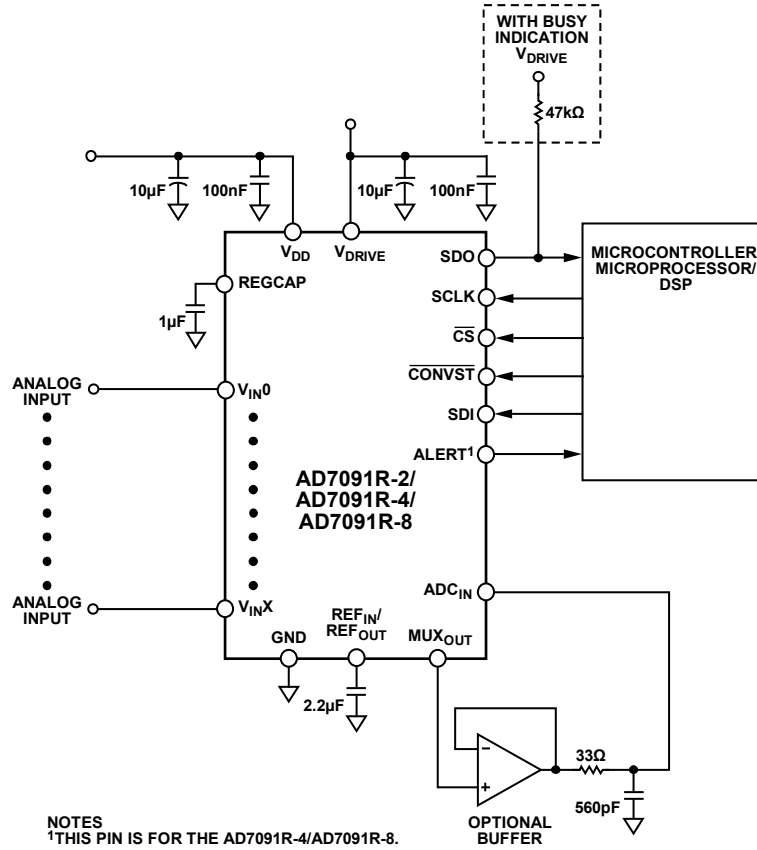 WITH BUSY
INDICATION
VDRIVE
47kΩ
10µF
100nF
10µF
100nF
VDD
VDRIVE
SDO
MICROCONTROLLER/
MICROPROCESSOR/
DSP
REGCAP
SCLK
1µF
CS
CONVST
ANALOG
INPUT
VIN0
SDI
ALERT1
AD7091R-2/
AD7091R-4/
AD7091R-8
ANALOG
INPUT
VINX
ADCIN
GND
REFIN/
REFOUT
MUXOUT
2.2µF
–
+
33Ω
560pF
OPTIONAL
BUFFER
NOTES
1THIS PIN IS FOR THE AD7091R-4/AD7091R-8.